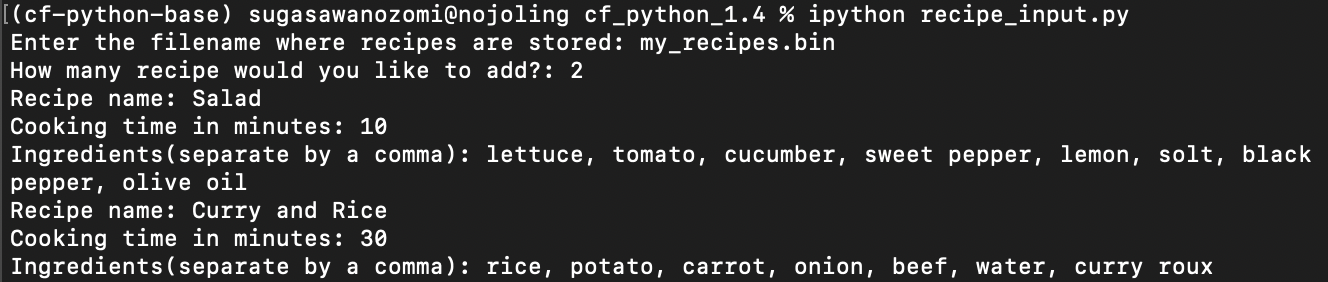 [(cf-python-base) sugasawanozomi@nojoling cf_python_1.4 % ipython recipe_input.py
Enter the filename where recipes are stored: my_recipes.bin
How many recipe would you like to add?: 2
Recipe name: Salad
Cooking time in minutes: 10
Ingredients(separate by a comma): lettuce, tomato, cucumber, sweet pepper, lemon, solt, black
pepper, olive oil
Recipe name: Curry and Rice
Cooking time in minutes: 30
Ingredients(separate by a comma): rice, potato, carrot, onion, beef, water, curry roux